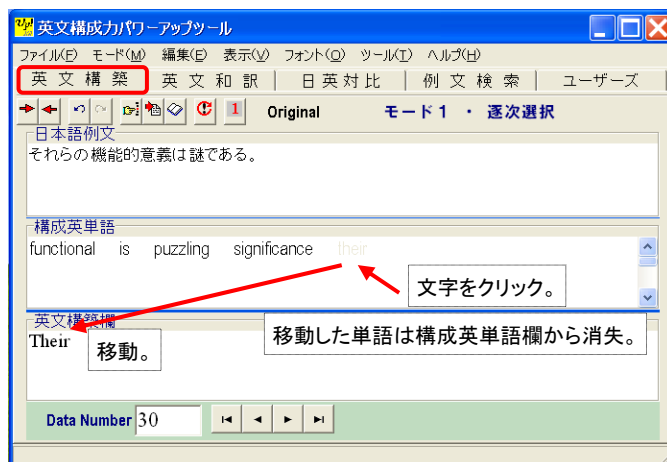 英文構成力パワーアップツール
ファイル(F) モード(M) 編集(E) 表示(V) フォント(O) ツール(T) ヘルプ(H)
英文構築 英文和訳 日英対比 例文検索 ユーザーズ
1 Original モード1 ・ 逐次選択
日本語例文
それらの機能的意義は謎である。
構成英単語
functional is puzzling significance their
文字をクリック。
英文構築欄
Their
移動。
移動した単語は構成英単語欄から消失。
Data Number 30